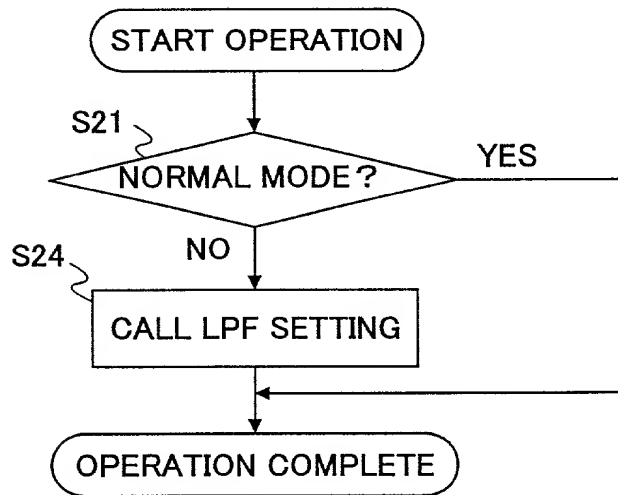 START OPERATION
S21
NORMAL MODE?
YES
NO
S24
CALL LPF SETTING
OPERATION COMPLETE